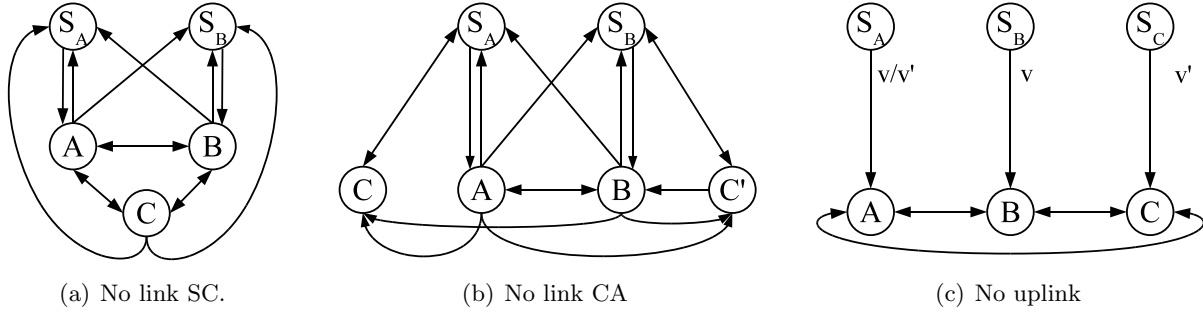 S_A S_B S_A S_B S_A S_B S_C
v/v' v v'
A B
C A B C' A B C
C
(a) No link SC. (b) No link CA (c) No uplink